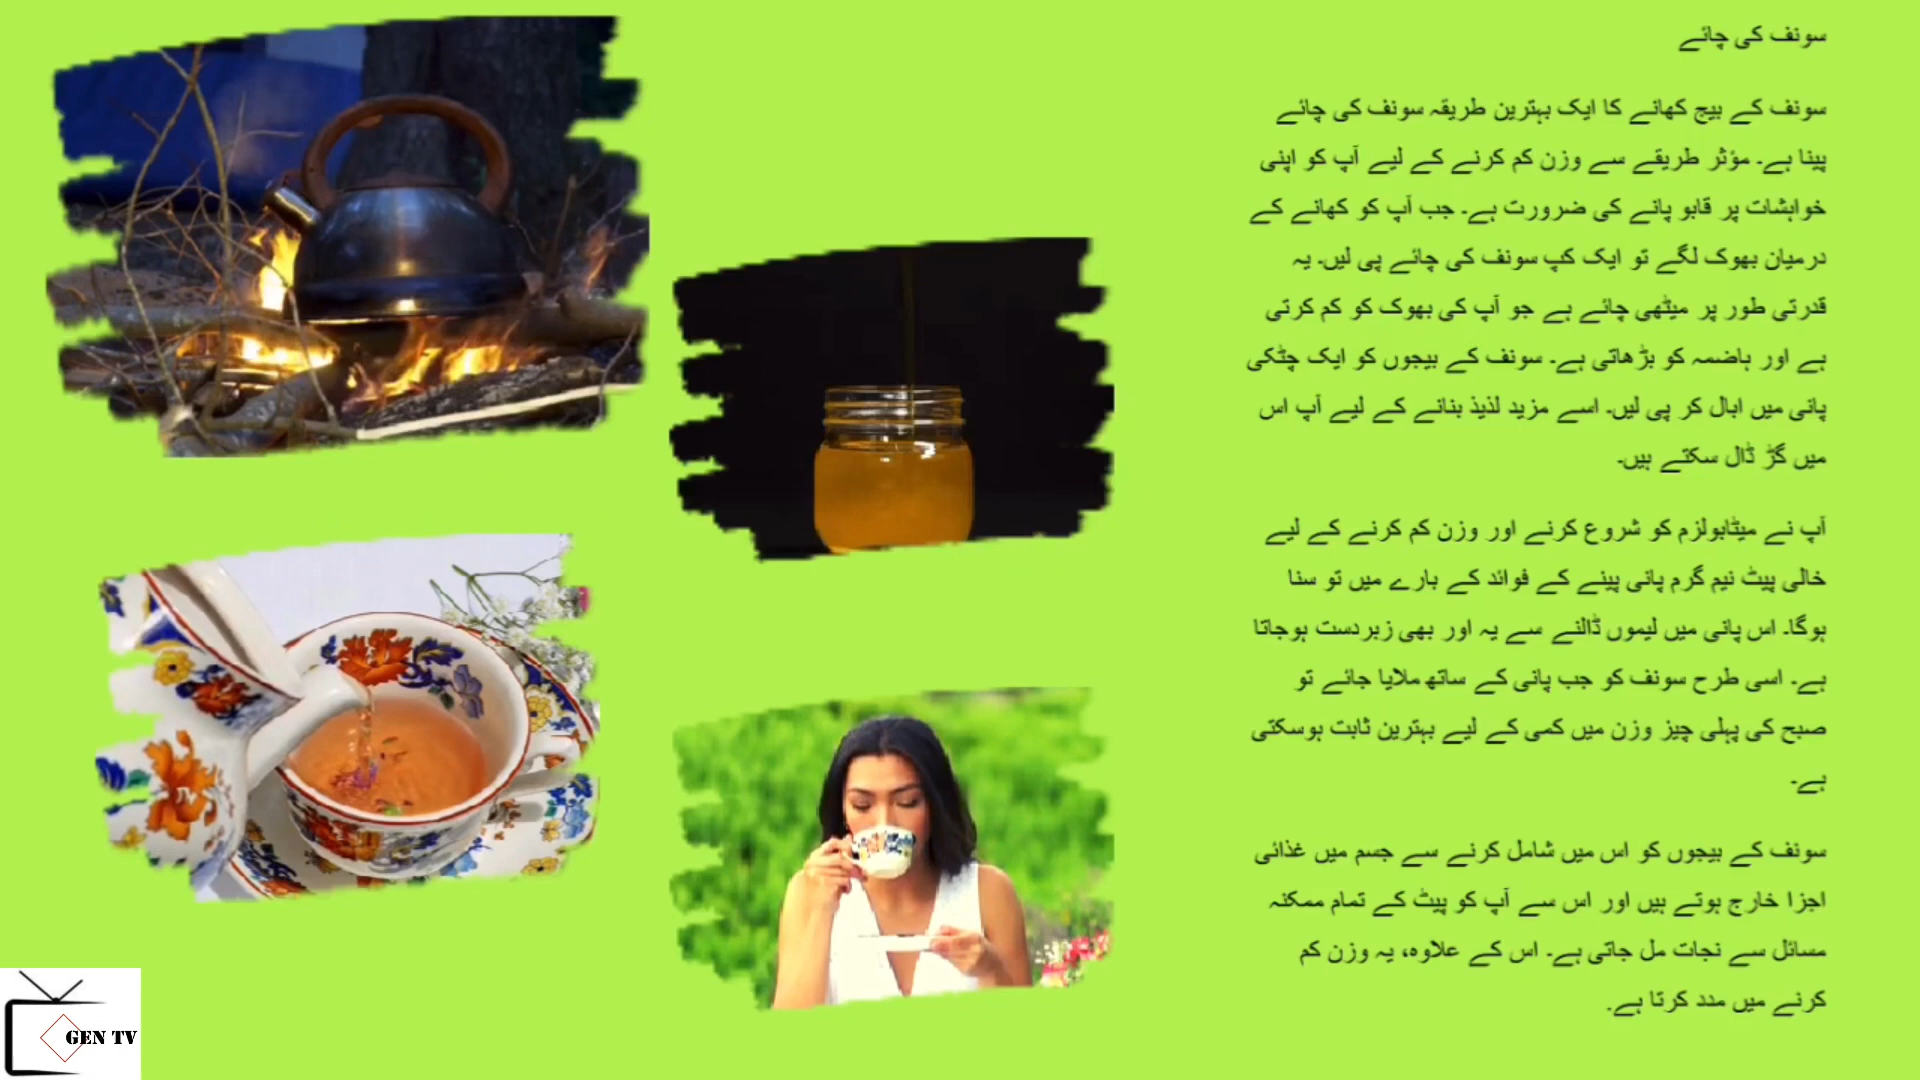 سونف کی چائے
سونف کے بیج کھانے کا ایک بہترین طریقہ سونف کی چائے
پینا ہے۔ مؤثر طریقے سے وزن کم کرنے کے لیے آپ کو اپنی
خواہشات پر قابو پانے کی ضرورت ہے۔ جب آپ کو کھانے کے
درمیان بھوک لگے تو ایک کپ سونف کی چائے پی لیں۔ یہ
قدرتی طور پر میٹھی چائے ہے جو آپ کی بھوک کو کم کرتی
ہے اور ہاضمہ کو بڑھاتی ہے۔ سونف کے بیجوں کو ایک چٹکی
پانی میں ابال کر پی لیں۔ اسے مزید لذیذ بنانے کے لیے آپ اس
میں گڑ ڈال سکتے ہیں۔
آپ نے میٹابولزم کو شروع کرنے اور وزن کم کرنے کے لیے
خالی پیٹ نیم گرم پانی پینے کے فوائد کے بارے میں تو سنا
ہوگا۔ اس پانی میں لیموں ڈالنے سے یہ اور بھی زبردست ہوجاتا
ہے۔ اسی طرح سونف کو جب پانی کے ساتھ ملایا جائے تو
صبح کی پہلی چیز وزن میں کمی کے لیے بہترین ثابت ہوسکتی
ہے۔
سونف کے بیجوں کو اس میں شامل کرنے سے جسم میں غذائی
اجزا خارج ہوتے ہیں اور اس سے آپ کو پیٹ کے تمام ممکنہ
مسائل سے نجات مل جاتی ہے۔ اس کے علاوہ، یہ وزن کم
کرنے میں مدد کرتا ہے۔
GEN TV